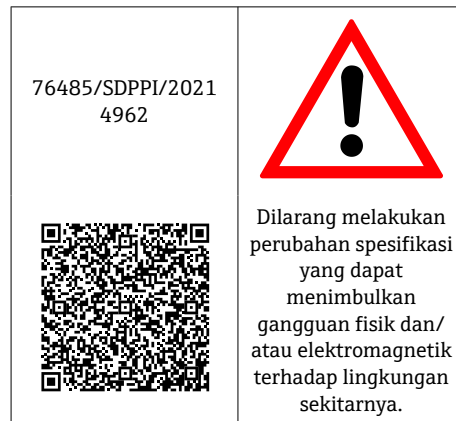 76485/SDPPI/2021
4962
Dilarang melakukan
perubahan spesifikasi
yang dapat
menimbulkan
gangguan fisik dan/
atau elektromagnetik
terhadap lingkungan
sekitarnya.